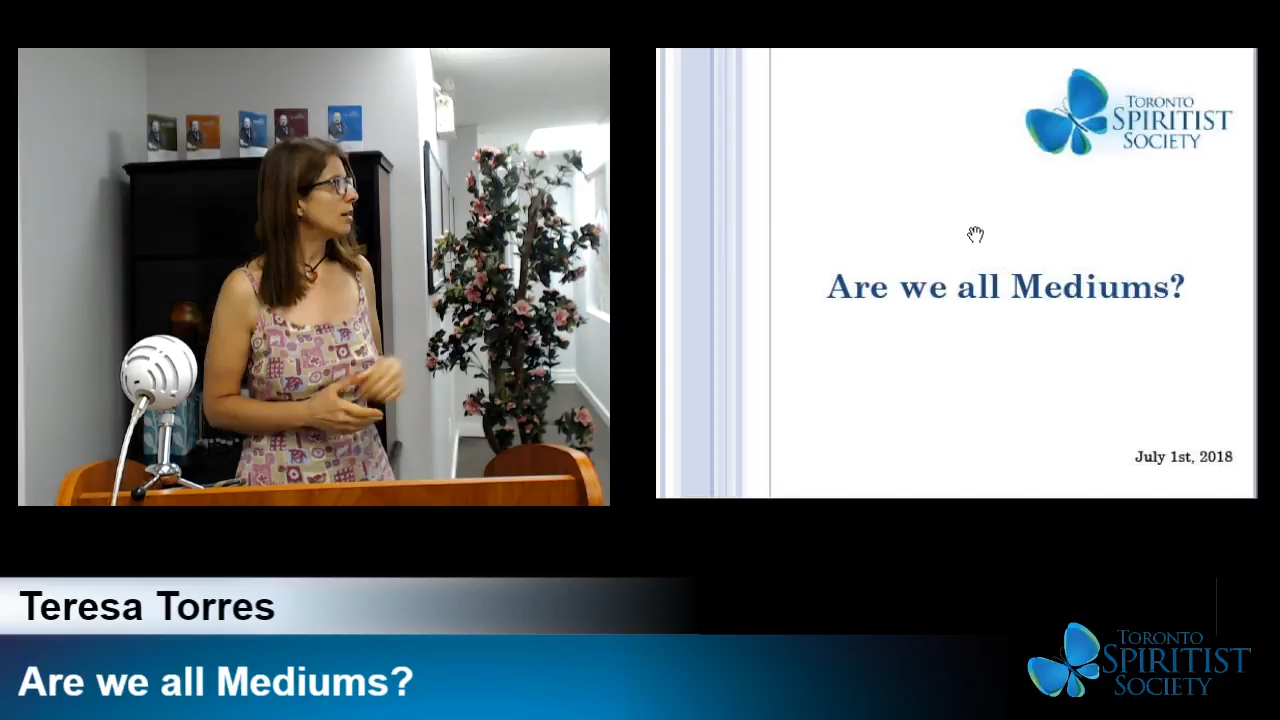 TORONTO
SPIRITIST
SOCIETY
Are we all Mediums?
July 1st, 2018
Teresa Torres
Are we all Mediums?
TORONTO
SPIRITIST
SOCIETY